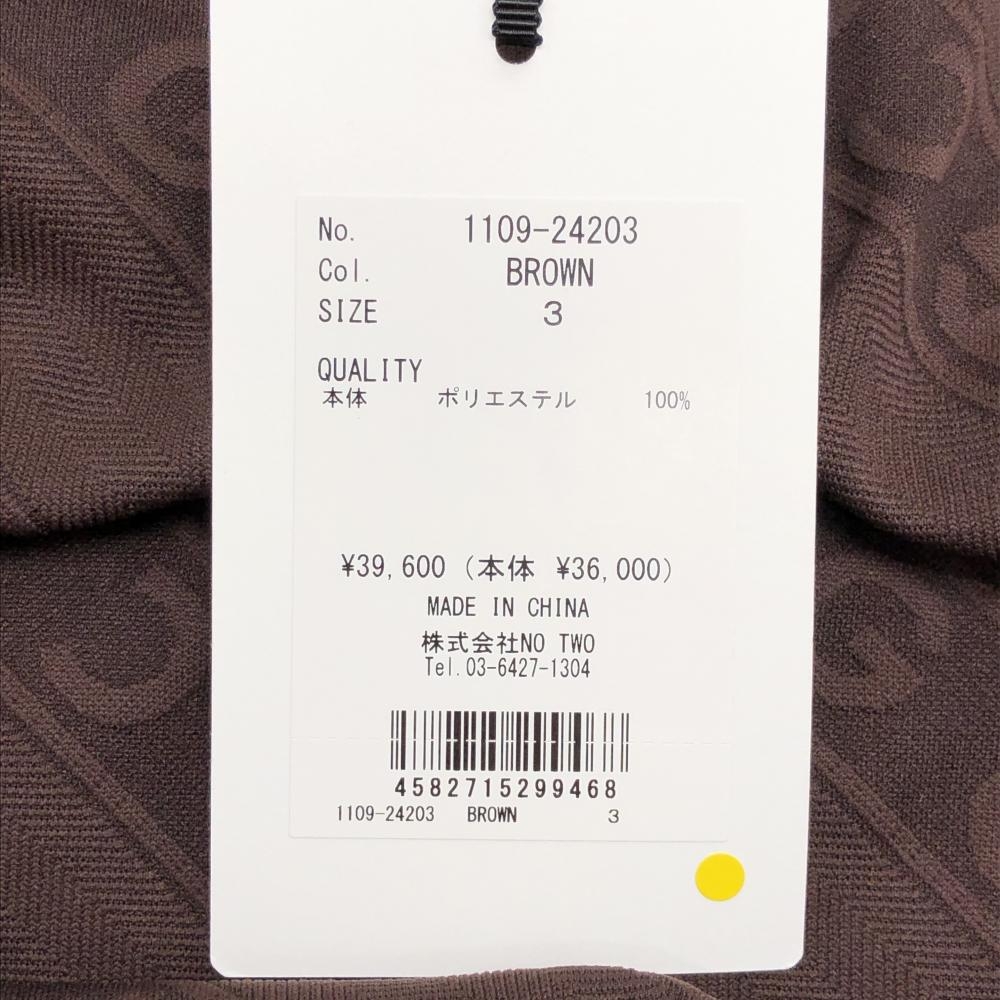 No. 1109-24203
Col. BROWN
SIZE 3
QUALITY
本体 ポリエステル 100%
¥39,600 (本体 ¥36,000)
MADE IN CHINA
株式会社NO TWO
Tel.03-6427-1304
4582715299468
1109-24203 BROWN 3